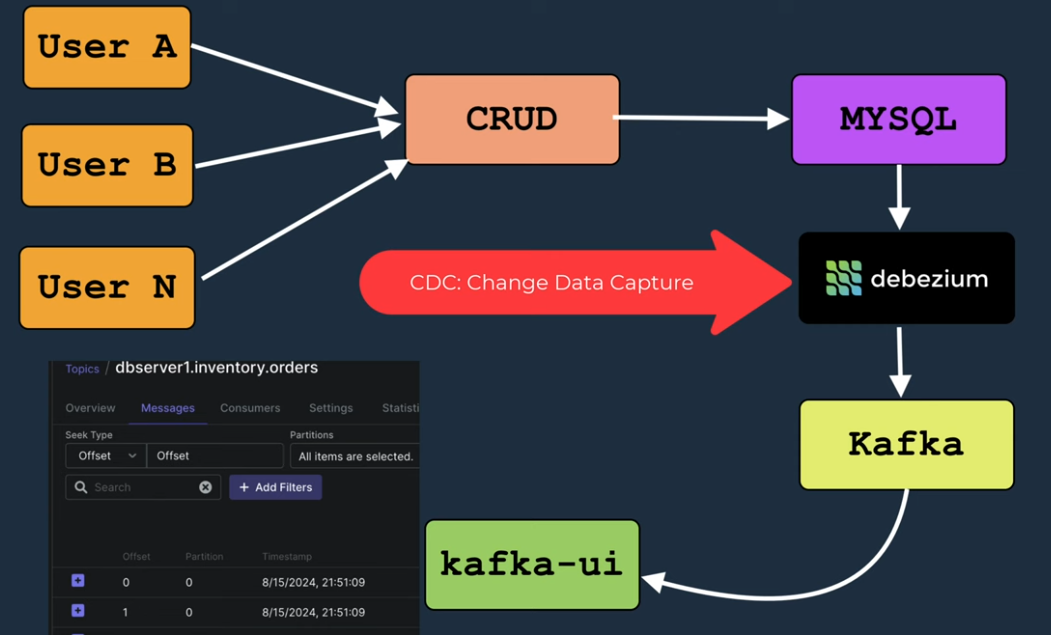 User A
CRUD
MYSQL
User B
User N
CDC: Change Data Capture
debezium
Topics / dbserver1.inventory.orders
Overview Messages Consumers Settings Statisti
Seek Type Partitions
Offset Offset All items are selected.
Search + Add Filters
Kafka
Offset Partition Timestamp
0 0 8/15/2024, 21:51:09
1 0 8/15/2024, 21:51:09
kafka-ui